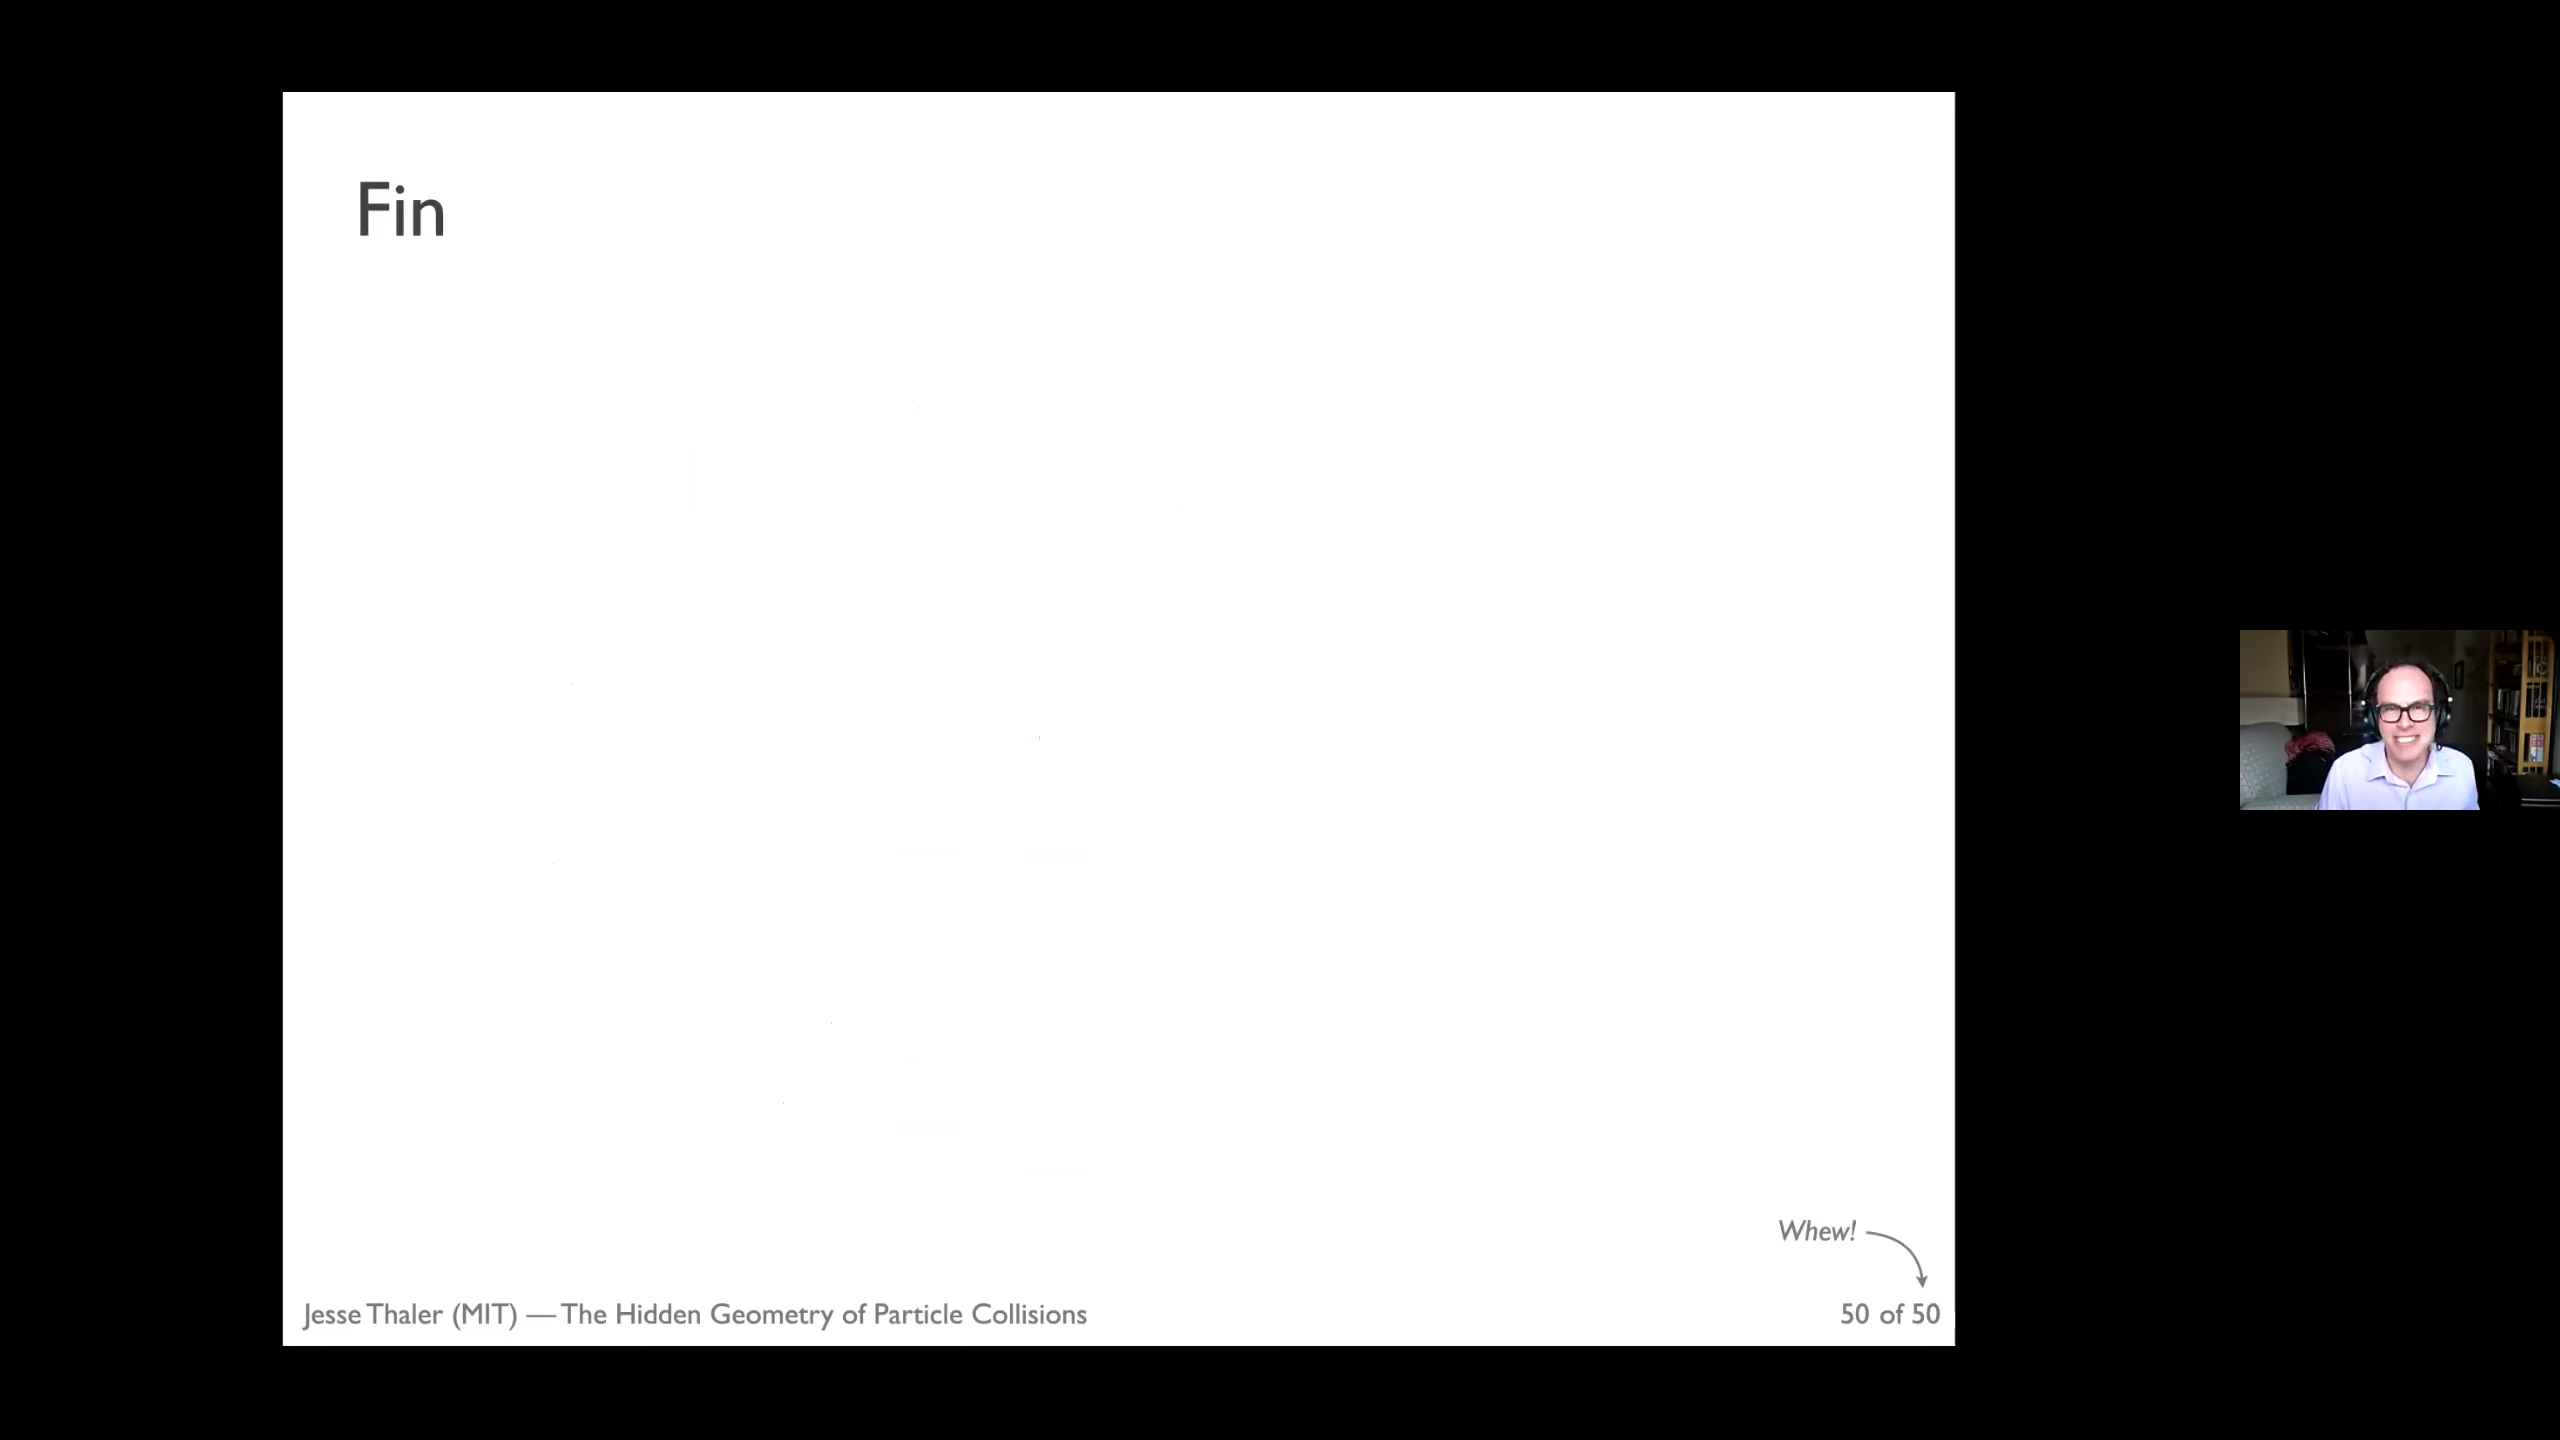 Fin
Whew!
Jesse Thaler (MIT) — The Hidden Geometry of Particle Collisions
50 of 50